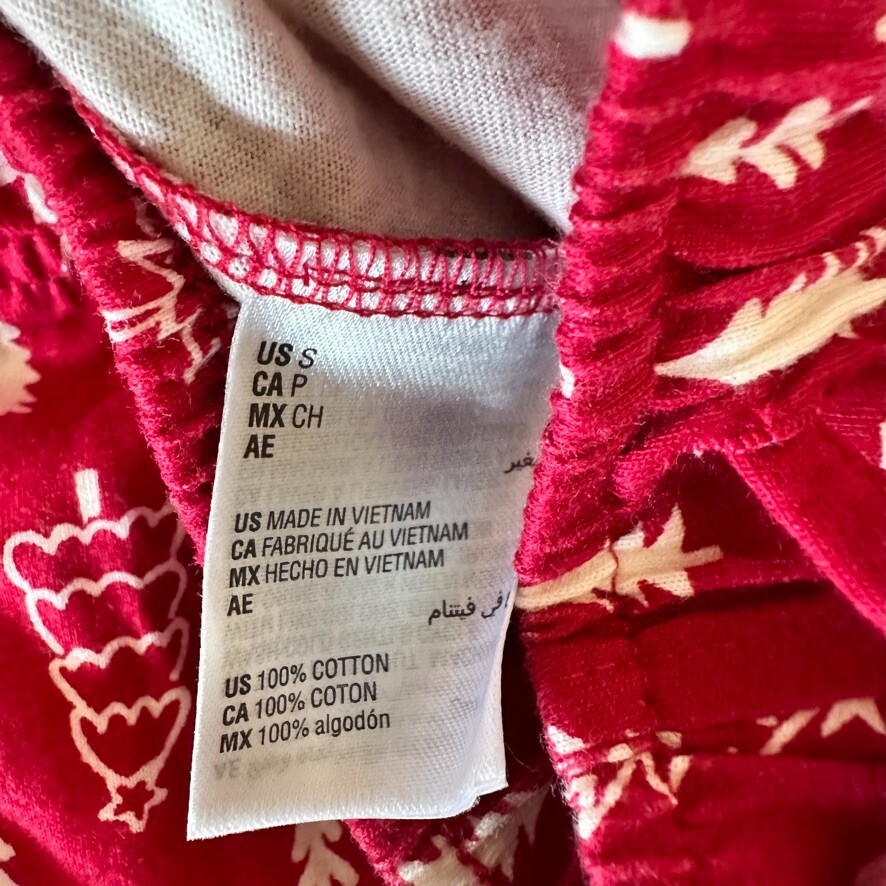 US S
CA P
MX CH
AE
US MADE IN VIETNAM
CA FABRIQUÉ AU VIETNAM
MX HECHO EN VIETNAM
AE في فيتنام
US 100% COTTON
CA 100% COTON
MX 100% algodón